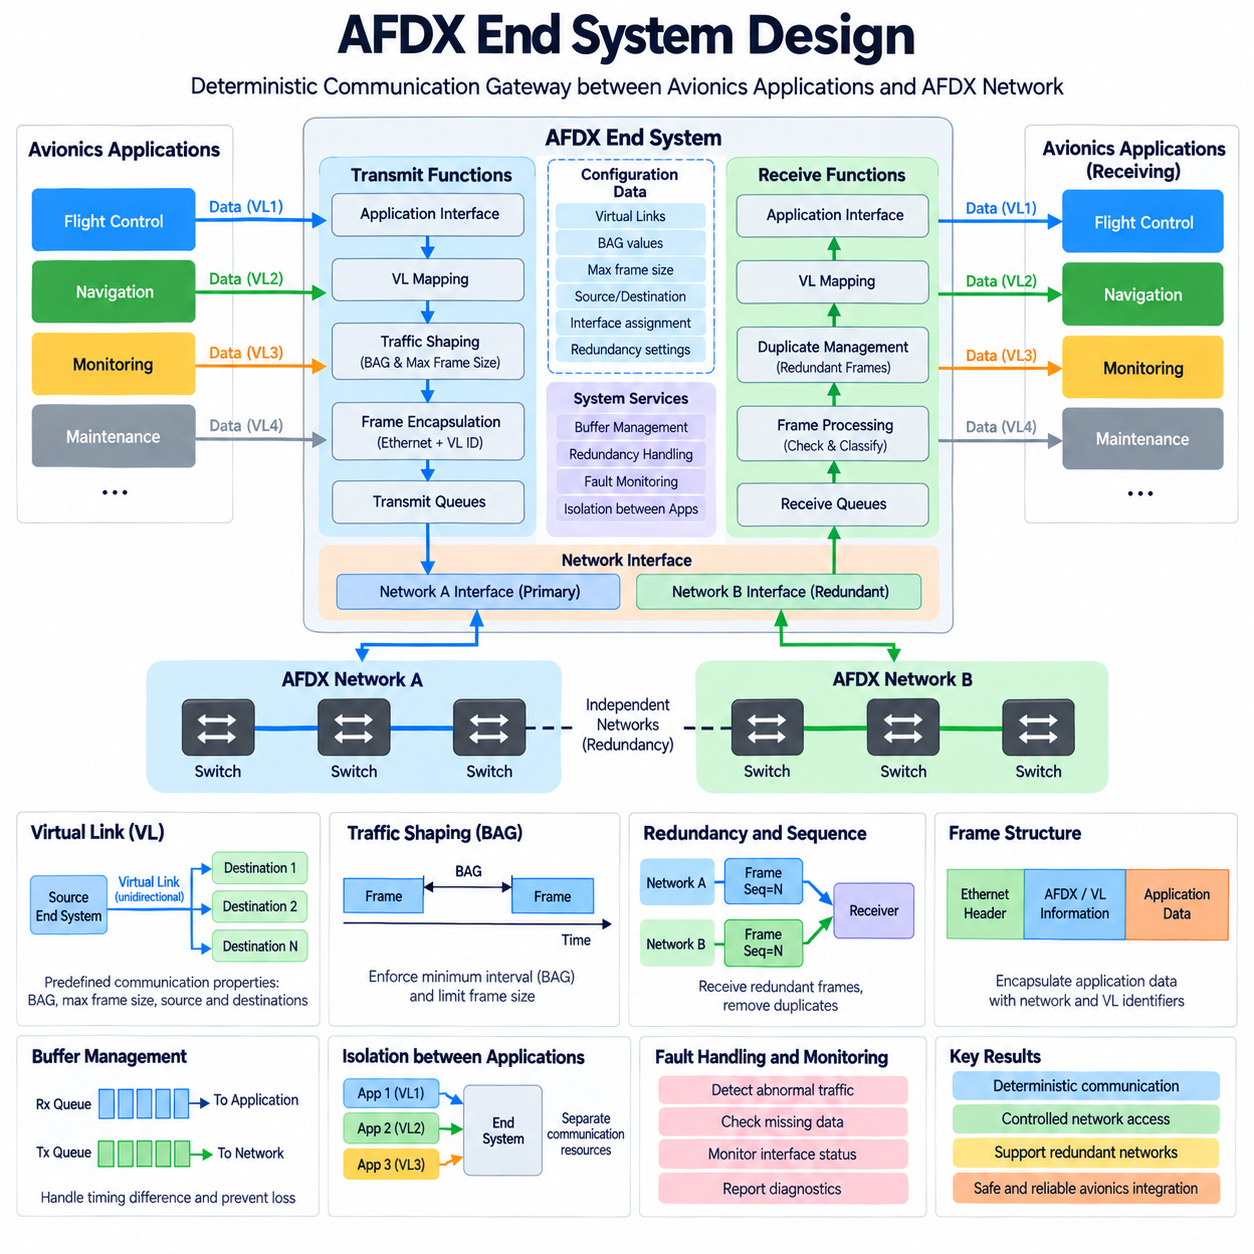 AFDX End System Design
Deterministic Communication Gateway between Avionics Applications and AFDX Network
Avionics Applications
Flight Control
Navigation
Monitoring
Maintenance
...
Data (VL1)
Data (VL2)
Data (VL3)
Data (VL4)
AFDX End System
Transmit Functions
Application Interface
VL Mapping
Traffic Shaping
(BAG & Max Frame Size)
Frame Encapsulation
(Ethernet + VL ID)
Transmit Queues
Configuration
Data
Virtual Links
BAG values
Max frame size
Source/Destination
Interface assignment
Redundancy settings
System Services
Buffer Management
Redundancy Handling
Fault Monitoring
Isolation between Apps
Receive Functions
Application Interface
VL Mapping
Duplicate Management
(Redundant Frames)
Frame Processing
(Check & Classify)
Receive Queues
Network Interface
Network A Interface (Primary)
Network B Interface (Redundant)
Data (VL1)
Data (VL2)
Data (VL3)
Data (VL4)
Avionics Applications
(Receiving)
Flight Control
Navigation
Monitoring
Maintenance
...
AFDX Network A
Switch
Switch
Switch
Independent
Networks
(Redundancy)
AFDX Network B
Switch
Switch
Switch
Virtual Link (VL)
Source
End System
Virtual Link
(unidirectional)
Destination 1
Destination 2
Destination N
Predefined communication properties:
BAG, max frame size, source and destinations
Traffic Shaping (BAG)
Frame
BAG
Frame
Time
Enforce minimum interval (BAG)
and limit frame size
Redundancy and Sequence
Network A
Frame
Seq=N
Network B
Frame
Seq=N
Receiver
Receive redundant frames,
remove duplicates
Frame Structure
Ethernet
Header
AFDX / VL
Information
Application
Data
Encapsulate application data
with network and VL identifiers
Buffer Management
Rx Queue
To Application
Tx Queue
To Network
Handle timing difference and prevent loss
Isolation between Applications
App 1 (VL1)
App 2 (VL2)
App 3 (VL3)
End
System
Separate
communication
resources
Fault Handling and Monitoring
Detect abnormal traffic
Check missing data
Monitor interface status
Report diagnostics
Key Results
Deterministic communication
Controlled network access
Support redundant networks
Safe and reliable avionics integration